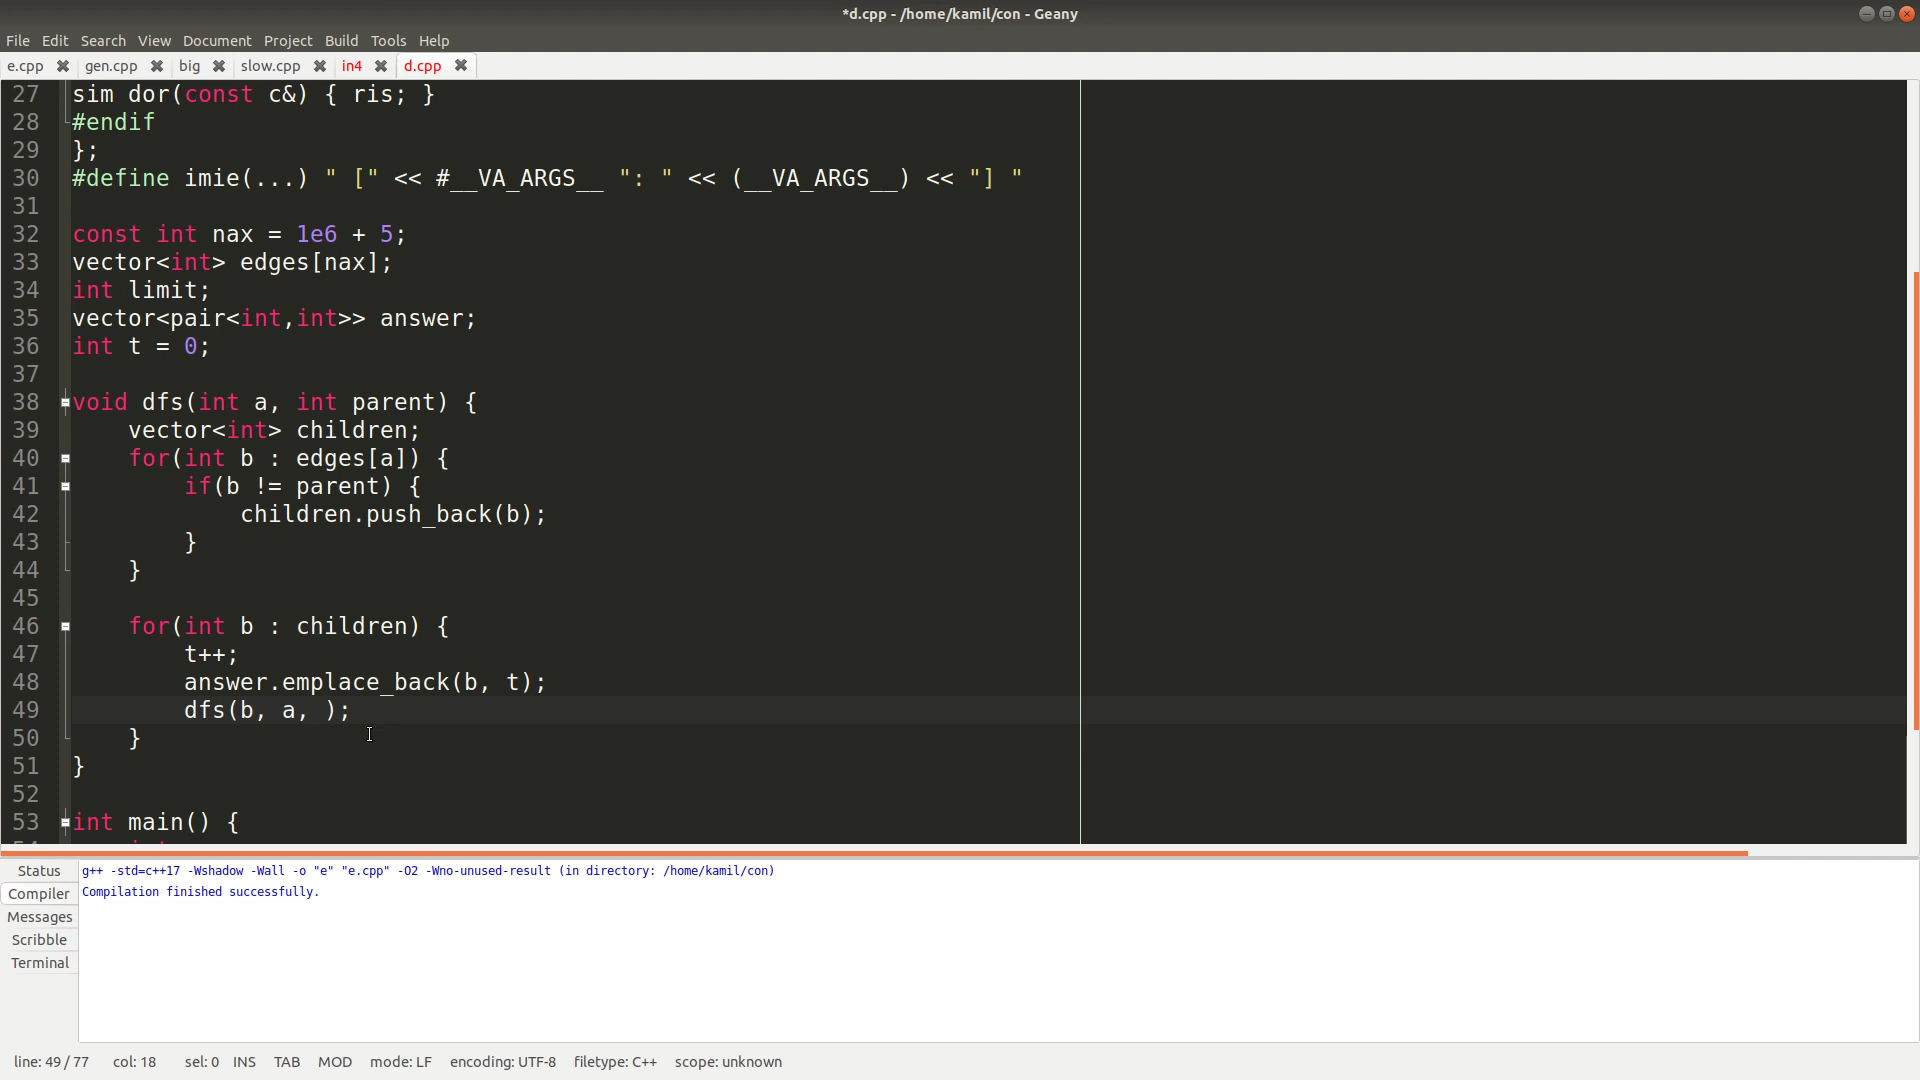 *d.cpp - /home/kamil/con - Geany
File Edit Search View Document Project Build Tools Help
e.cpp gen.cpp big slow.cpp in4 d.cpp
27 sim dor(const c&) { ris; }
28 #endif
29 };
30 #define imie(...) " [" << #__VA_ARGS__ ": " << (__VA_ARGS__) << "] "
31
32 const int nax = 1e6 + 5;
33 vector<int> edges[nax];
34 int limit;
35 vector<pair<int,int>> answer;
36 int t = 0;
37
38 void dfs(int a, int parent) {
39     vector<int> children;
40     for(int b : edges[a]) {
41         if(b != parent) {
42             children.push_back(b);
43         }
44     }
45
46     for(int b : children) {
47         t++;
48         answer.emplace_back(b, t);
49         dfs(b, a, );
50     }
51 }
52
53 int main() {
Status
Compiler
Messages
Scribble
Terminal
g++ -std=c++17 -Wshadow -Wall -o "e" "e.cpp" -O2 -Wno-unused-result (in directory: /home/kamil/con)
Compilation finished successfully.
line: 49 / 77 col: 18 sel: 0 INS TAB MOD mode: LF encoding: UTF-8 filetype: C++ scope: unknown